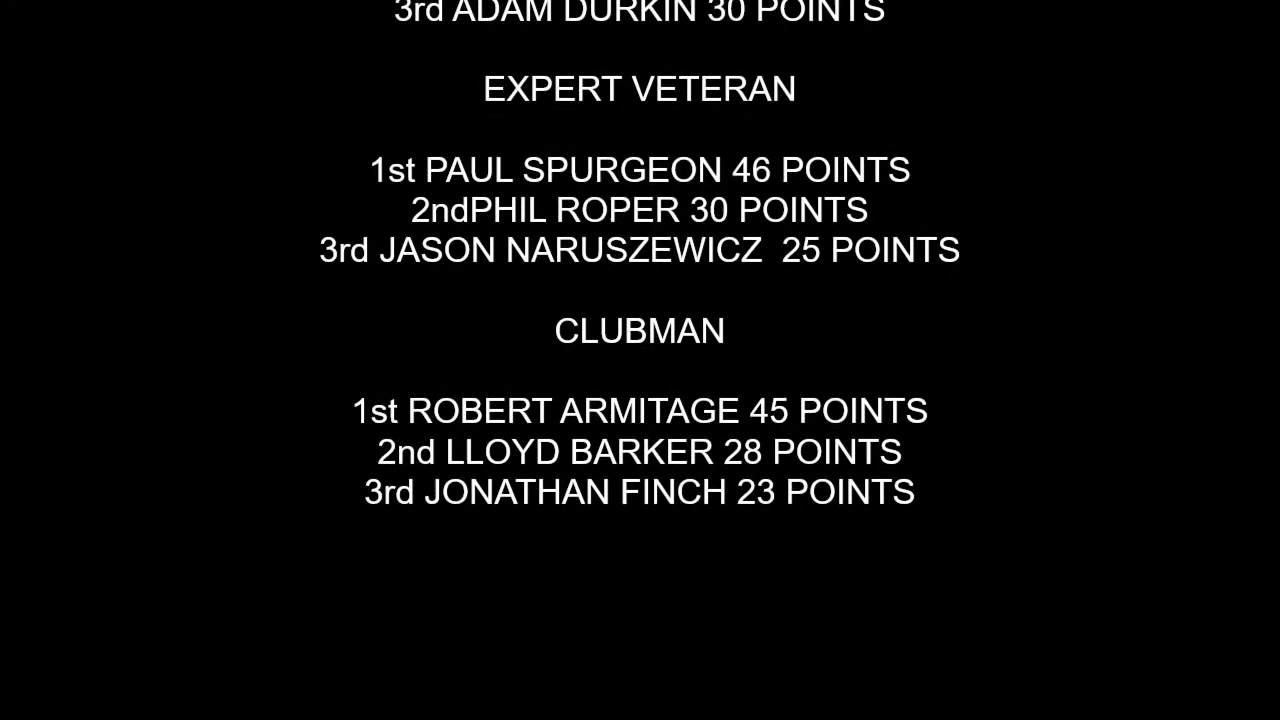 3rd ADAM DURKIN 30 POINTS
EXPERT VETERAN
1st PAUL SPURGEON 46 POINTS
2ndPHIL ROPER 30 POINTS
3rd JASON NARUSZEWICZ  25 POINTS
CLUBMAN
1st ROBERT ARMITAGE 45 POINTS
2nd LLOYD BARKER 28 POINTS
3rd JONATHAN FINCH 23 POINTS